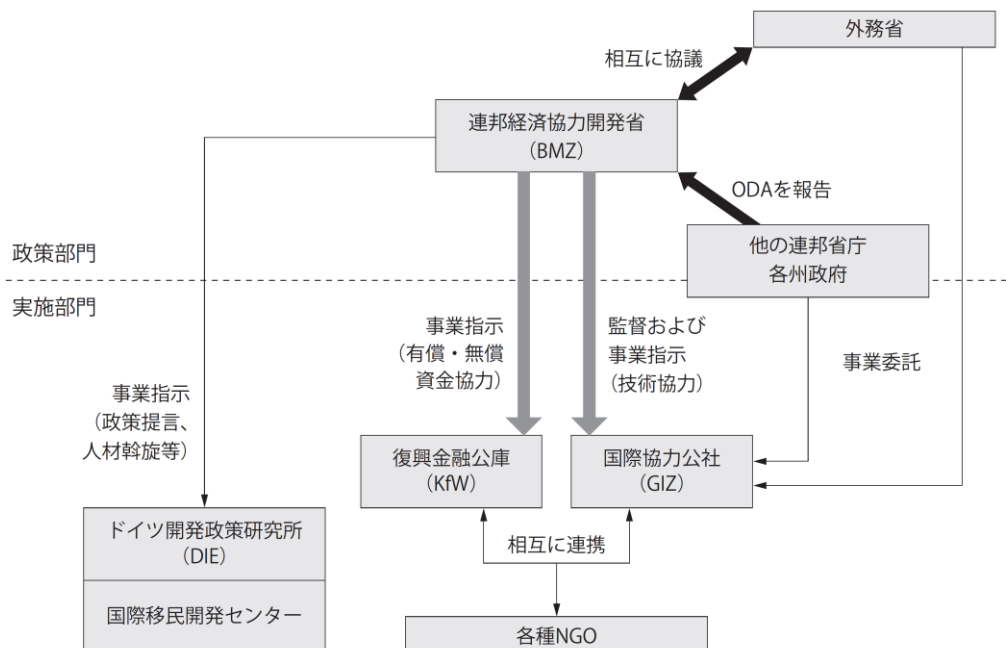 外務省
相互に協議
連邦経済協力開発省
（BMZ）
ODAを報告
他の連邦省庁
各州政府
政策部門
実施部門
事業指示
（有償・無償
資金協力）
監督および
事業指示
（技術協力）
事業委託
事業指示
（政策提言、
人材斡旋等）
復興金融公庫
（KfW）
国際協力公社
（GIZ）
ドイツ開発政策研究所
（DIE）
国際移民開発センター
相互に連携
各種NGO